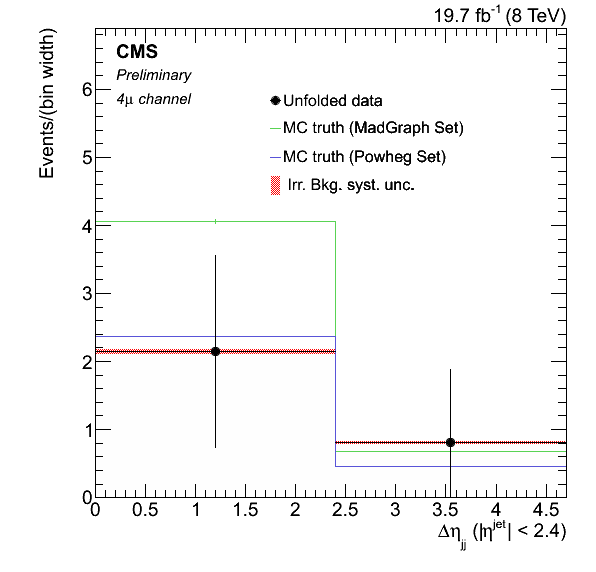 19.7 fb⁻¹ (8 TeV)
Events/(bin width)
CMS
Preliminary
4μ channel
Unfolded data
MC truth (MadGraph Set)
MC truth (Powheg Set)
Irr. Bkg. syst. unc.
6
5
4
3
2
1
0
0 0.5 1 1.5 2 2.5 3 3.5 4 4.5
Δη_jj (|η^jet| < 2.4)